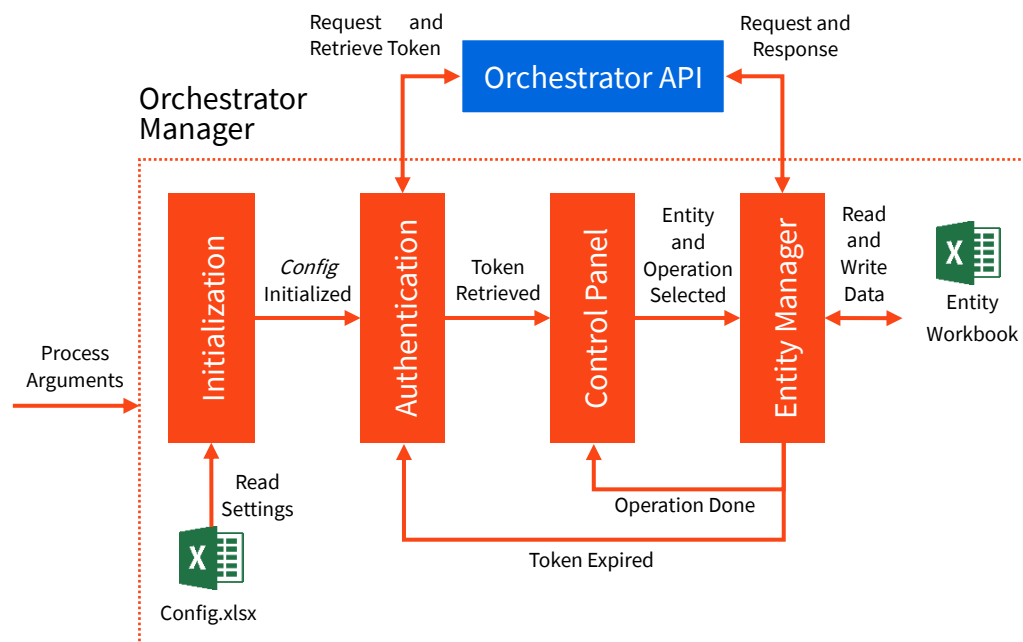 Request and
Retrieve Token
Request and
Response
Orchestrator API
Orchestrator
Manager
Initialization
Config
Initialized
Authentication
Token
Retrieved
Control Panel
Entity
and
Operation
Selected
Entity Manager
Read
and
Write
Data
X
Entity
Workbook
Process
Arguments
Read
Settings
X
Config.xlsx
Operation Done
Token Expired